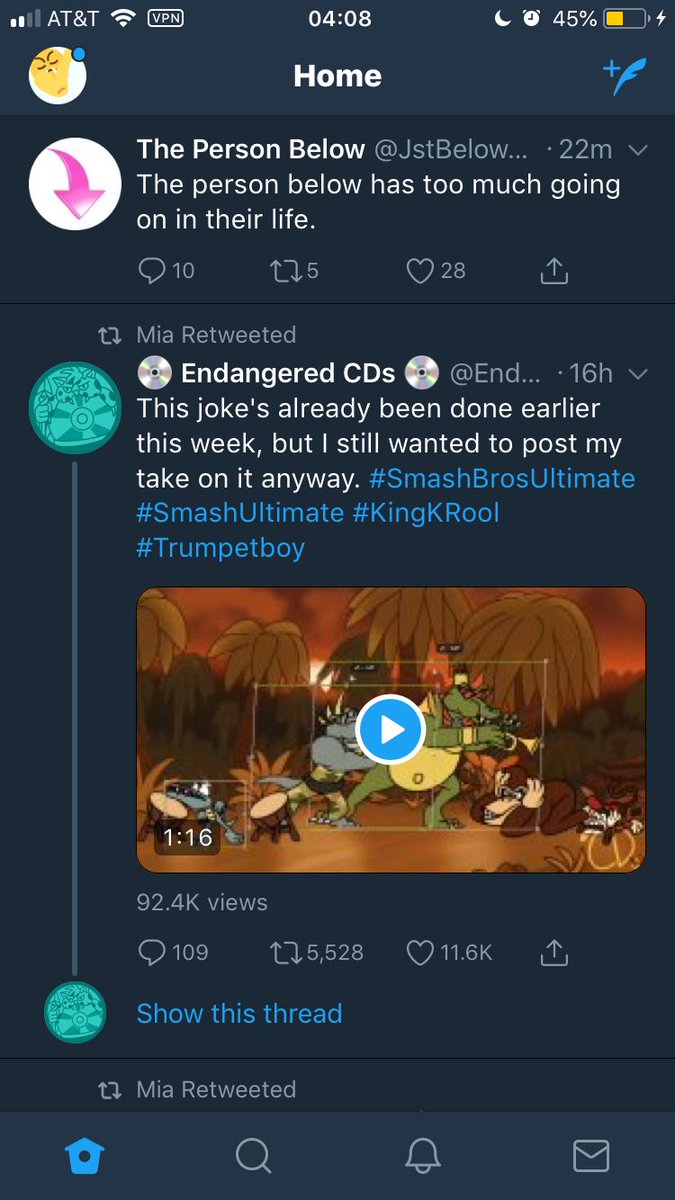 AT&T VPN 04:08 45%
Home
The Person Below @JstBelow... · 22m
The person below has too much going
on in their life.
10 5 28
Mia Retweeted
Endangered CDs @End... · 16h
This joke's already been done earlier
this week, but I still wanted to post my
take on it anyway. #SmashBrosUltimate
#SmashUltimate #KingKRool
#Trumpetboy
1:16
CD
92.4K views
109 5,528 11.6K
Show this thread
Mia Retweeted